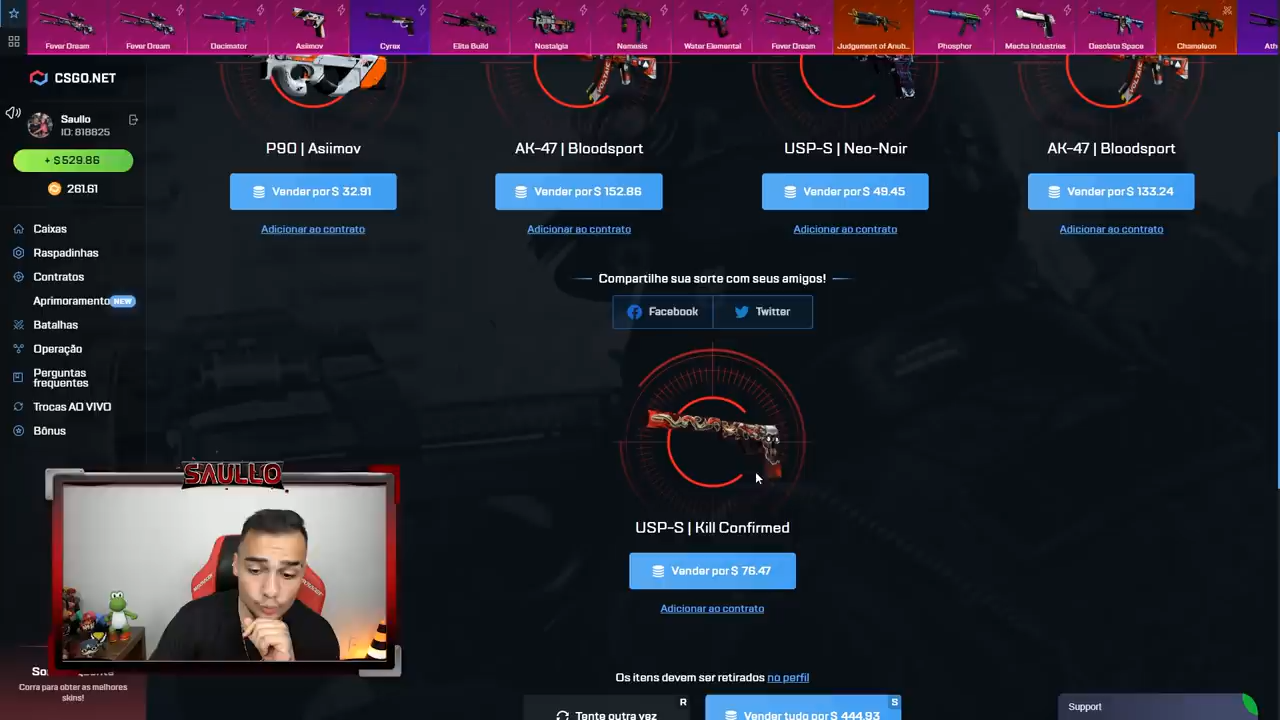 Fever Dream
Fever Dream
Decimator
Asiimov
Cyrex
Elite Build
Nostalgia
Nemesis
Water Elemental
Fever Dream
Judgement of Anub...
Phosphor
Mecha Industries
Desolate Space
Chameleon
Ath
CSGO.NET
Saullo
ID: 818825
+ $529.86
261.61
Caixas
Raspadinhas
Contratos
Aprimoramento NEW
Batalhas
Operação
Perguntas
frequentes
Trocas AO VIVO
Bônus
P90 | Asiimov
AK-47 | Bloodsport
USP-S | Neo-Noir
AK-47 | Bloodsport
Vender por $ 32.91
Vender por $ 152.86
Vender por $ 49.45
Vender por $ 133.24
Adicionar ao contrato
Adicionar ao contrato
Adicionar ao contrato
Adicionar ao contrato
Compartilhe sua sorte com seus amigos!
Facebook
Twitter
USP-S | Kill Confirmed
Vender por $ 76.47
Adicionar ao contrato
SAULLO
Corra para obter as melhores
skins!
Os itens devem ser retirados no perfil
Tente outra vez
R
Vender tudo por $ 444.93
S
Support